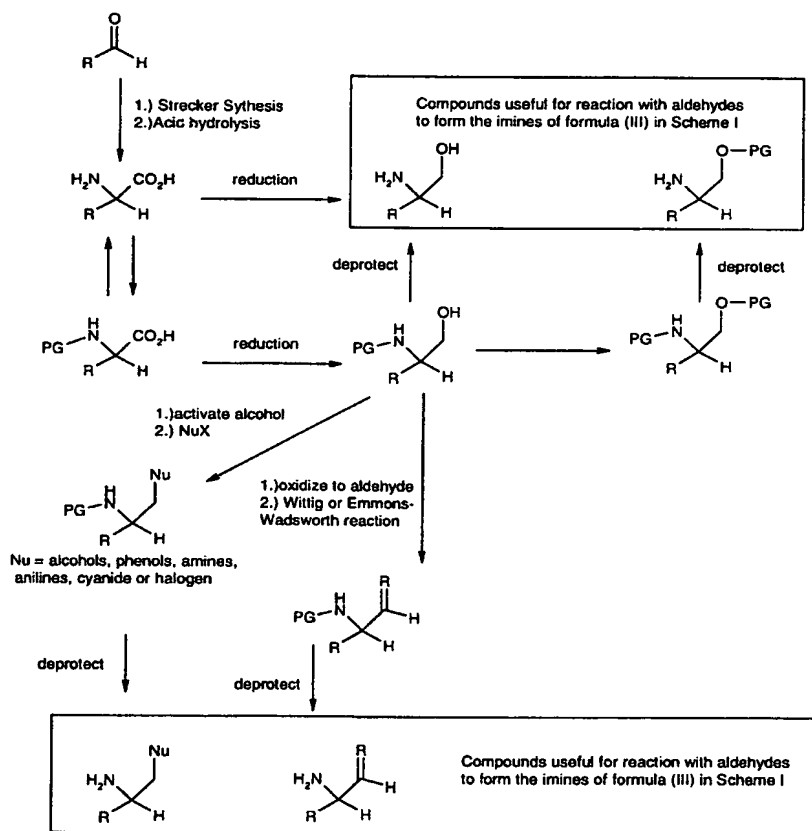 O
R H
1.) Strecker Sythesis
2.)Acic hydrolysis
Compounds useful for reaction with aldehydes
to form the imines of formula (III) in Scheme I
H2N CO2H
R H
reduction
OH
H2N
R H
O—PG
H2N
R H
deprotect
deprotect
H
PG N CO2H
R H
reduction
OH
H
PG N
R H
O—PG
H
PG N
R H
1.)activate alcohol
2.) NuX
1.)oxidize to aldehyde
2.) Wittig or Emmons-
Wadsworth reaction
Nu
H
PG N
R H
Nu = alcohols, phenols, amines,
anilines, cyanide or halogen
R
H
PG N H
R H
deprotect
deprotect
Nu
H2N
R H
R
H2N H
R H
Compounds useful for reaction with aldehydes
to form the imines of formula (III) in Scheme I